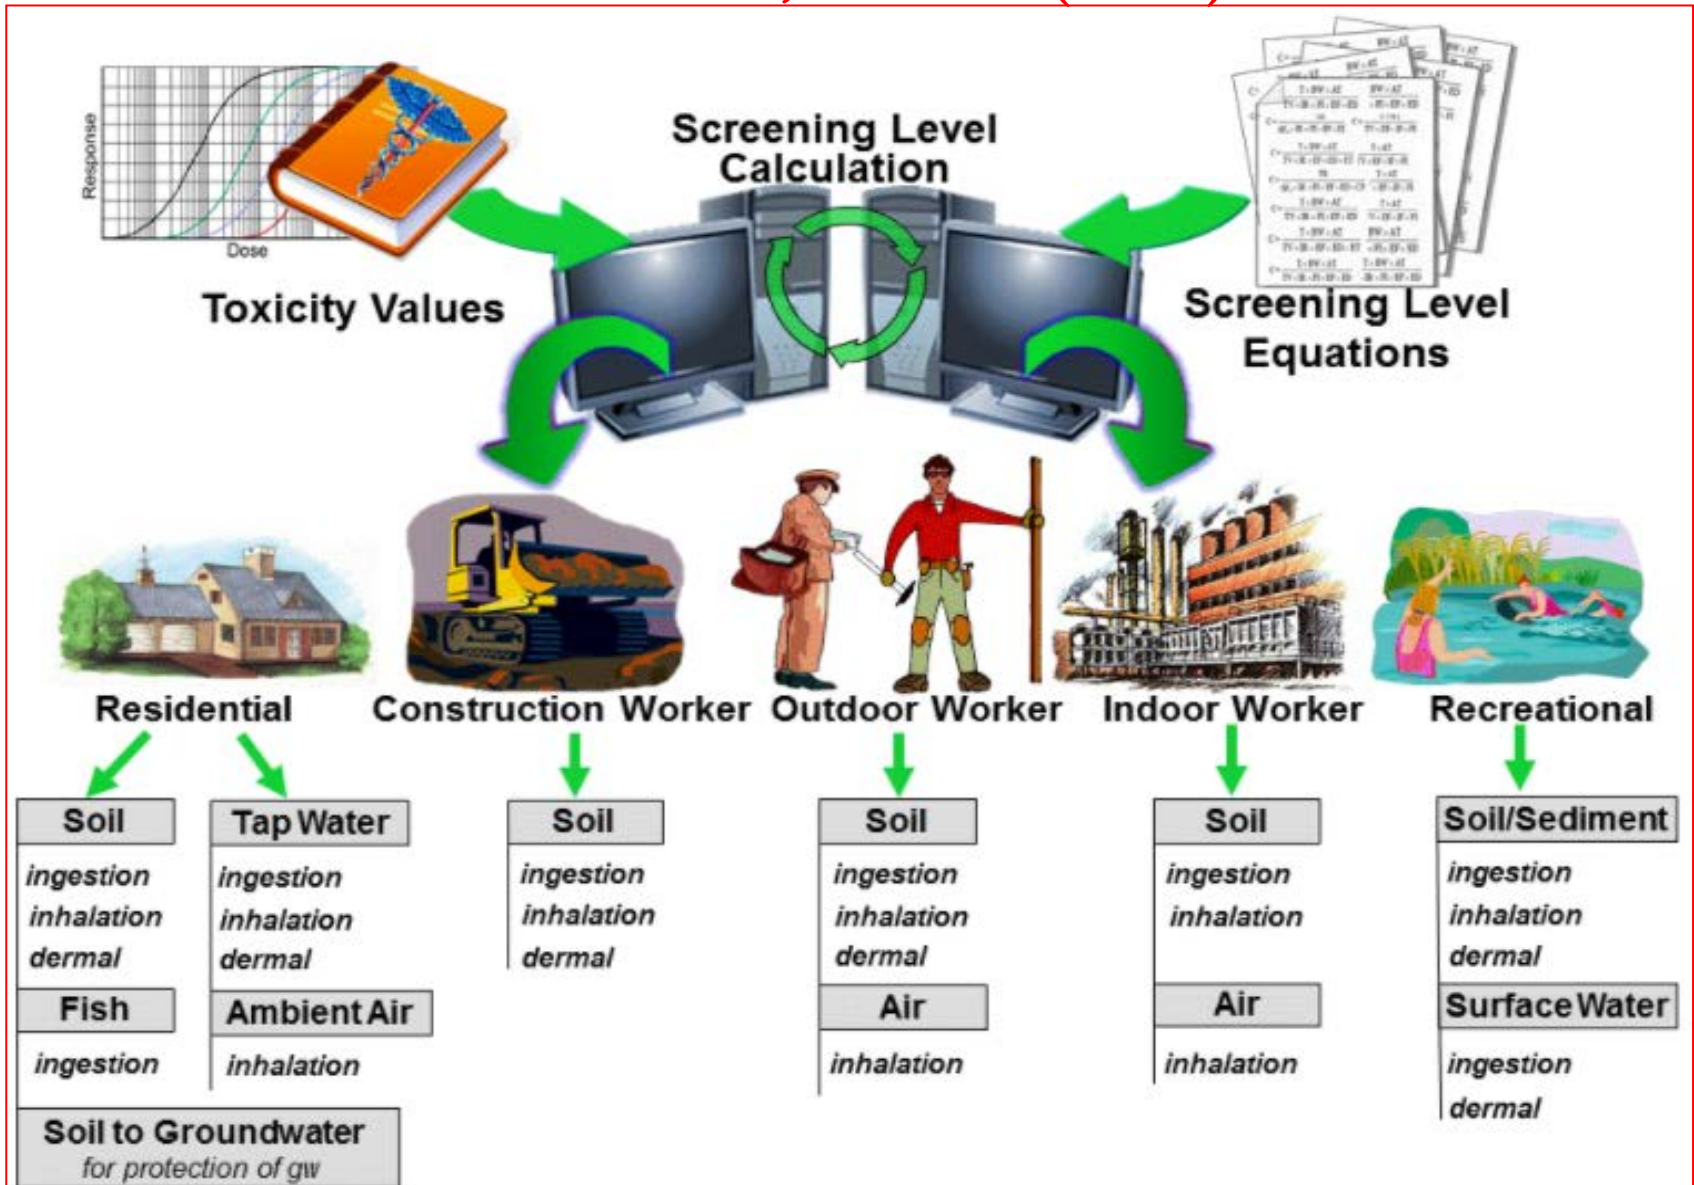 Response
Dose
Toxicity Values
Screening Level
Calculation
Screening Level
Equations
Residential
Construction Worker
Outdoor Worker
Indoor Worker
Recreational
Soil
ingestion
inhalation
dermal
Fish
ingestion
Soil to Groundwater
for protection of gw
Tap Water
ingestion
inhalation
dermal
Ambient Air
inhalation
Soil
ingestion
inhalation
dermal
Soil
ingestion
inhalation
dermal
Air
inhalation
Soil
ingestion
inhalation
Air
inhalation
Soil/Sediment
ingestion
inhalation
dermal
Surface Water
ingestion
dermal